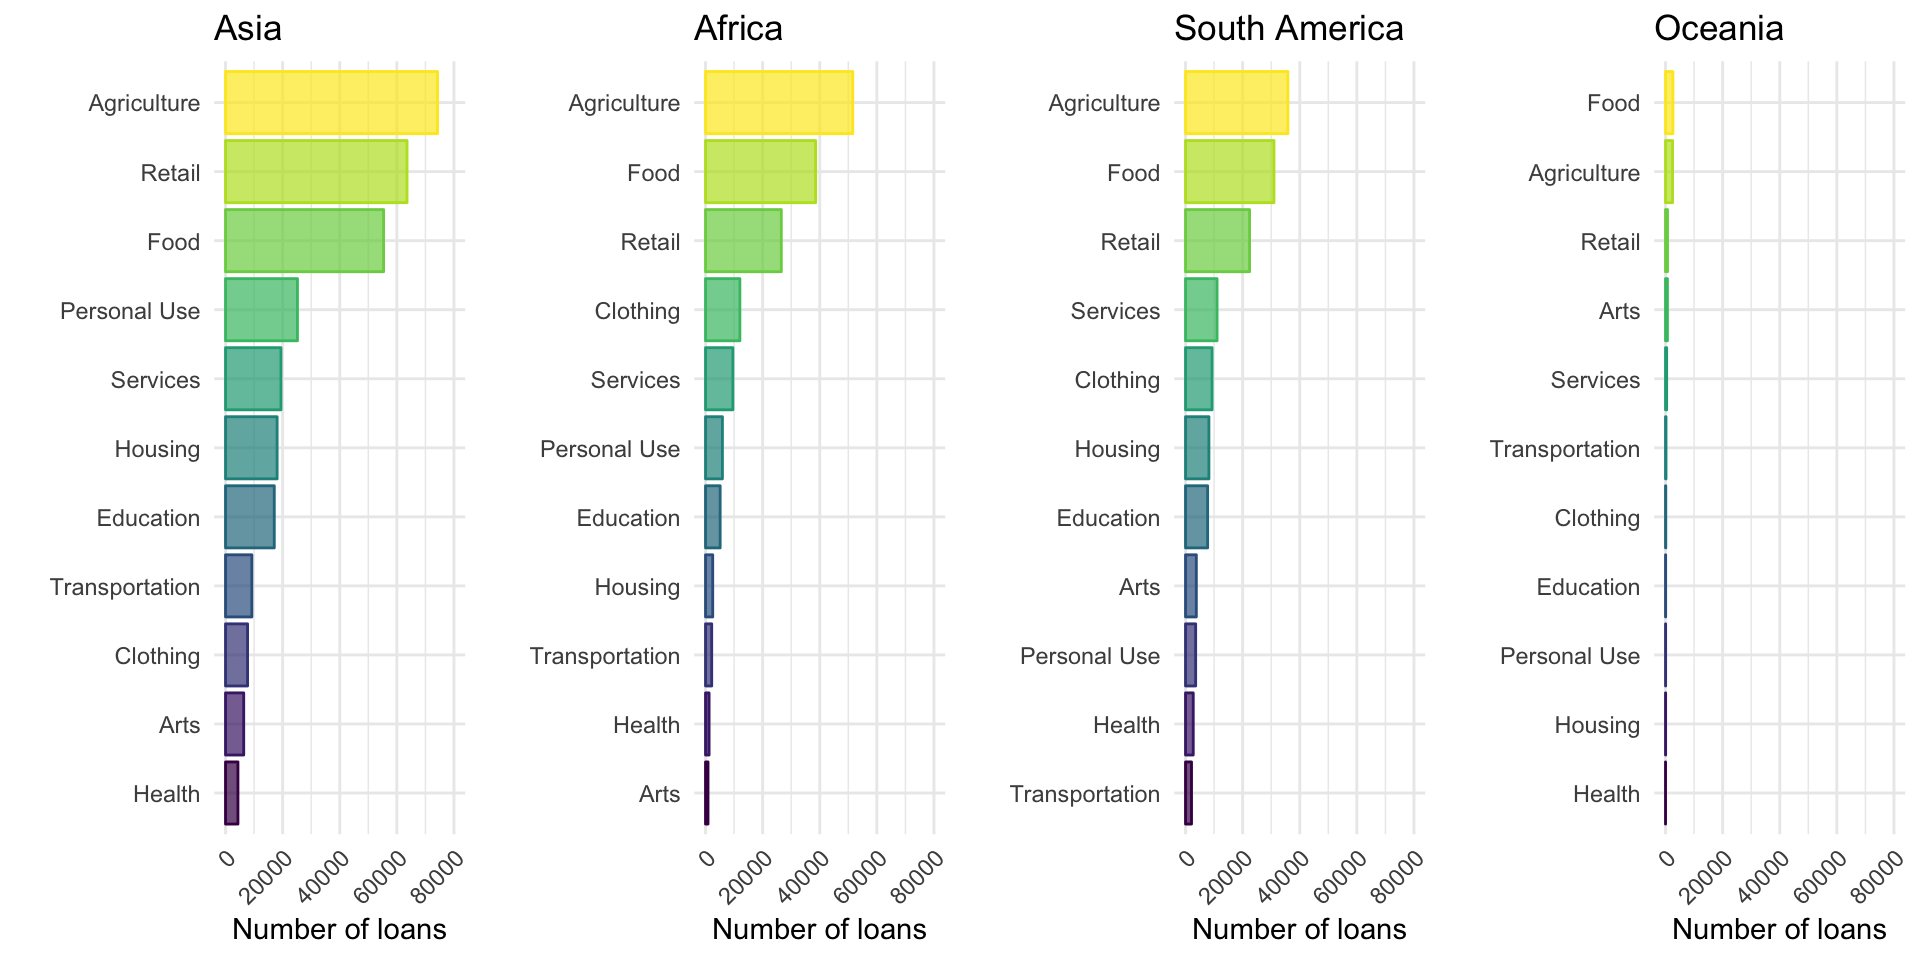 Asia
Agriculture
Retail
Food
Personal Use
Services
Housing
Education
Transportation
Clothing
Arts
Health
0
20000
40000
60000
80000
Number of loans
Africa
Agriculture
Food
Retail
Clothing
Services
Personal Use
Education
Housing
Transportation
Health
Arts
0
20000
40000
60000
80000
Number of loans
South America
Agriculture
Food
Retail
Services
Clothing
Housing
Education
Arts
Personal Use
Health
Transportation
0
20000
40000
60000
80000
Number of loans
Oceania
Food
Agriculture
Retail
Arts
Services
Transportation
Clothing
Education
Personal Use
Housing
Health
0
20000
40000
60000
80000
Number of loans